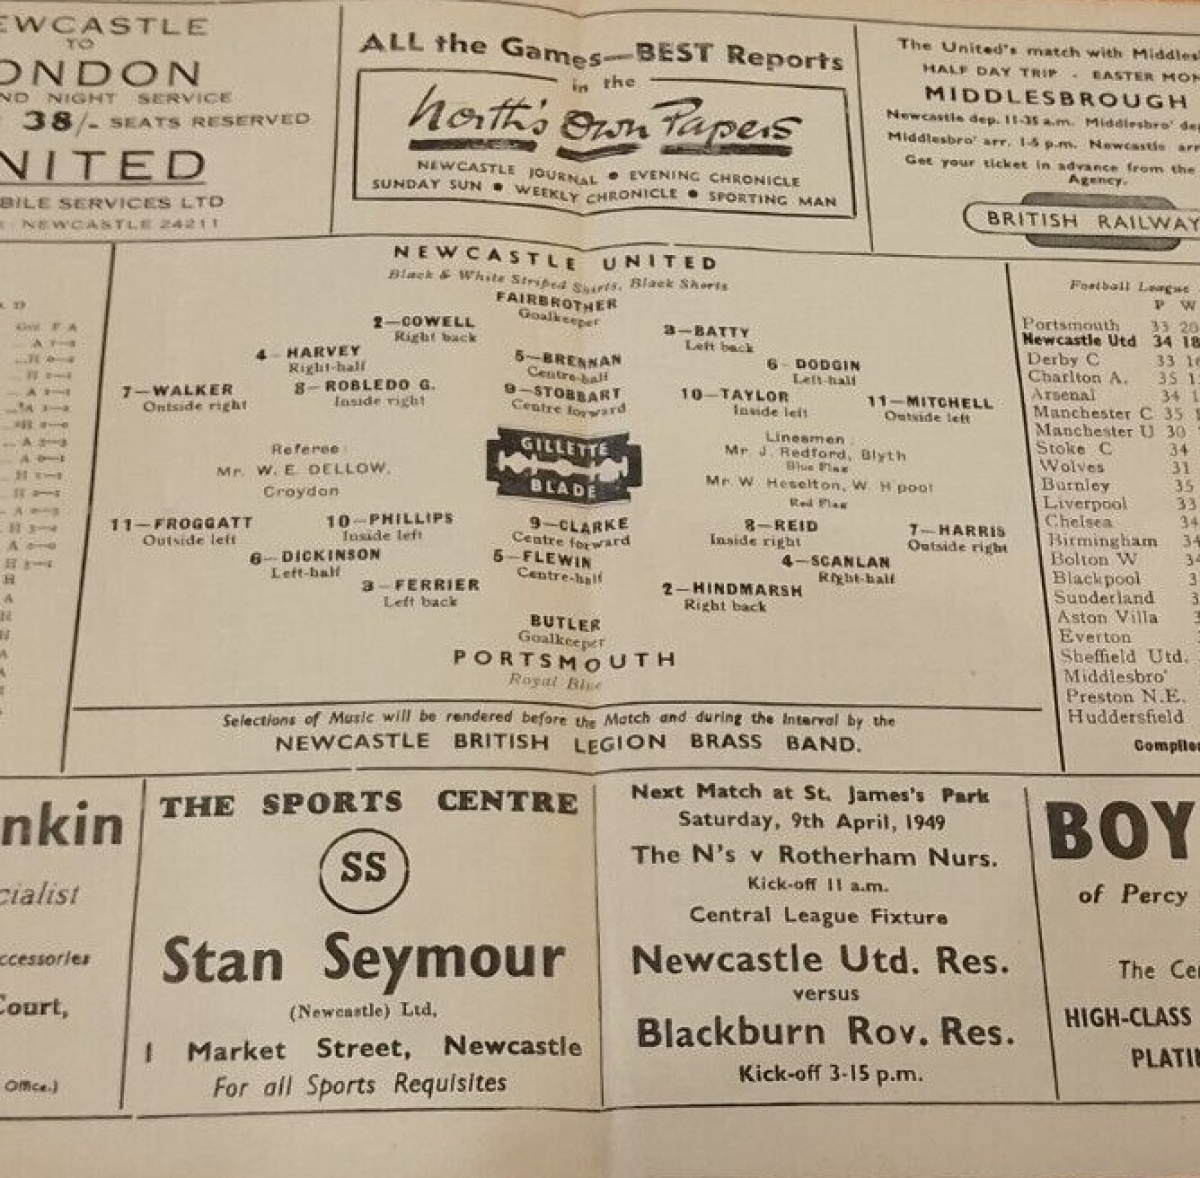 EWCASTLE
TO
ONDON
ND NIGHT SERVICE
38/- SEATS RESERVED
NITED
BILE SERVICES LTD
NEWCASTLE 24211
ALL the Games—BEST Reports
in the
North's Own Papers
NEWCASTLE JOURNAL • EVENING CHRONICLE
SUNDAY SUN • WEEKLY CHRONICLE • SPORTING MAN
The United's match with Middles
HALF DAY TRIP - EASTER MON
MIDDLESBROUGH
Newcastle dep. 11-35 a.m. Middlesbro' dep
Middlesbro' arr. 1-5 p.m. Newcastle arr
Get your ticket in advance from the
Agency.
BRITISH RAILWAY
NEWCASTLE UNITED
Black & White Striped Shirts, Black Shorts
FAIRBROTHER
Goalkeeper
2—COWELL
Right back
3—BATTY
Left back
4—HARVEY
Right-half
5—BRENNAN
Centre-half
6—DODGIN
Left-half
7—WALKER
Outside right
8—ROBLEDO G.
Inside right
9—STOBBART
Centre forward
10—TAYLOR
Inside left
11—MITCHELL
Outside left
Referee:
Mr. W. E. DELLOW.
Croydon
GILLETTE
BLADE
Linesmen:
Mr. J. Redford, Blyth
Blue Flag
Mr. W. Heselton, W. H'pool
Red Flag
11—FROGGATT
Outside left
10—PHILLIPS
Inside left
9—CLARKE
Centre forward
8—REID
Inside right
7—HARRIS
Outside right
6—DICKINSON
Left-half
5—FLEWIN
Centre-half
4—SCANLAN
Right-half
3—FERRIER
Left back
2—HINDMARSH
Right back
BUTLER
Goalkeeper
PORTSMOUTH
Royal Blue
Selections of Music will be rendered before the Match and during the Interval by the
NEWCASTLE BRITISH LEGION BRASS BAND.
Football League
P W
Portsmouth 33 20
Newcastle Utd 34 18
Derby C 33 16
Charlton A. 35 1
Arsenal 34 1
Manchester C 35
Manchester U 30
Stoke C 34
Wolves 31
Burnley 35
Liverpool 33
Chelsea 34
Birmingham 34
Bolton W 34
Blackpool 3
Sunderland 3
Aston Villa
Everton
Sheffield Utd.
Middlesbro'
Preston N.E.
Huddersfield
Compiled
nkin
cialist
ccessories
Court,
Office.)
THE SPORTS CENTRE
SS
Stan Seymour
(Newcastle) Ltd,
1 Market Street, Newcastle
For all Sports Requisites
Next Match at St. James's Park
Saturday, 9th April, 1949
The N's v Rotherham Nurs.
Kick-off 11 a.m.
Central League Fixture
Newcastle Utd. Res.
versus
Blackburn Rov. Res.
Kick-off 3-15 p.m.
BOY
of Percy
The Cen
HIGH-CLASS
PLATIN